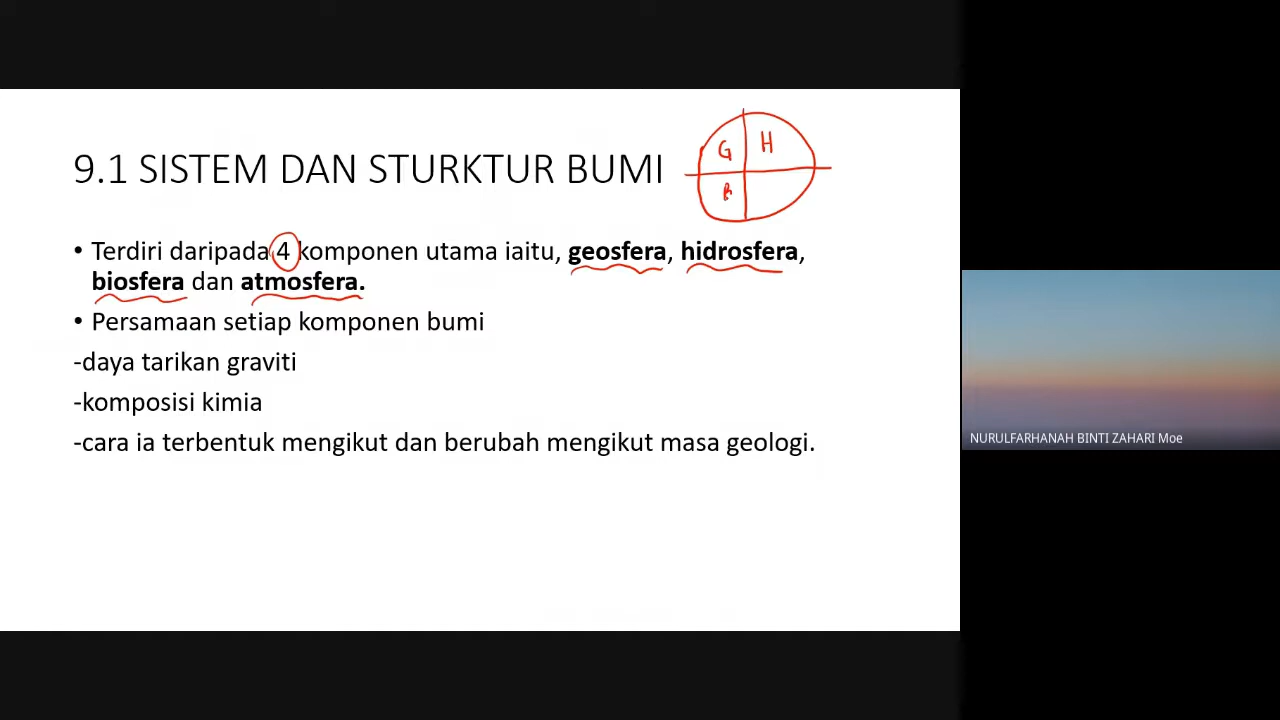 9.1 SISTEM DAN STURKTUR BUMI
G H
B
• Terdiri daripada 4 komponen utama iaitu, geosfera, hidrosfera,
biosfera dan atmosfera.
• Persamaan setiap komponen bumi
-daya tarikan graviti
-komposisi kimia
-cara ia terbentuk mengikut dan berubah mengikut masa geologi.
NURULFARHANAH BINTI ZAHARI Moe